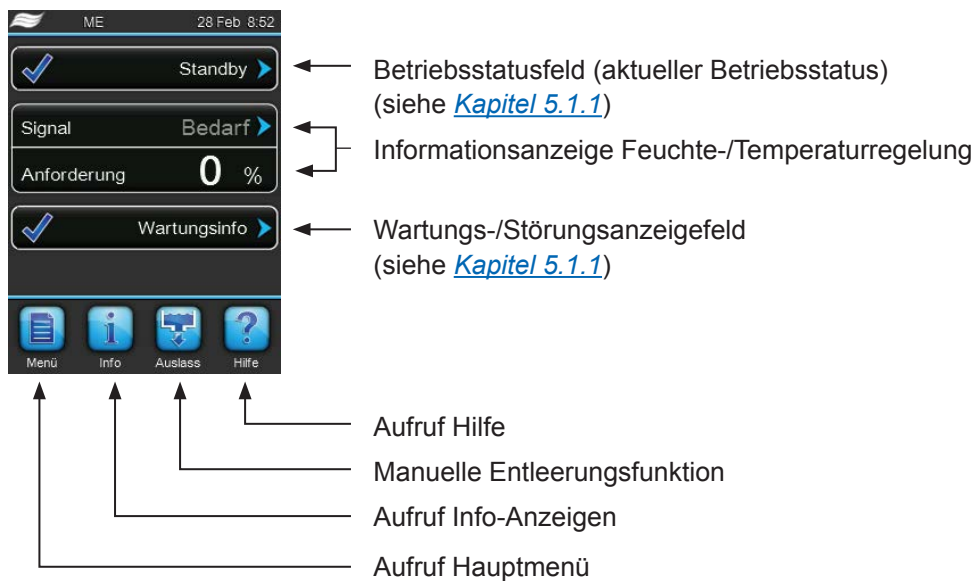 ME 28 Feb 8:52
Standby
Signal Bedarf
Anforderung 0 %
Wartungsinfo
Menü Info Auslass Hilfe
Betriebsstatusfeld (aktueller Betriebsstatus)
(siehe Kapitel 5.1.1)
Informationsanzeige Feuchte-/Temperaturregelung
Wartungs-/Störungsanzeigefeld
(siehe Kapitel 5.1.1)
Aufruf Hilfe
Manuelle Entleerungsfunktion
Aufruf Info-Anzeigen
Aufruf Hauptmenü